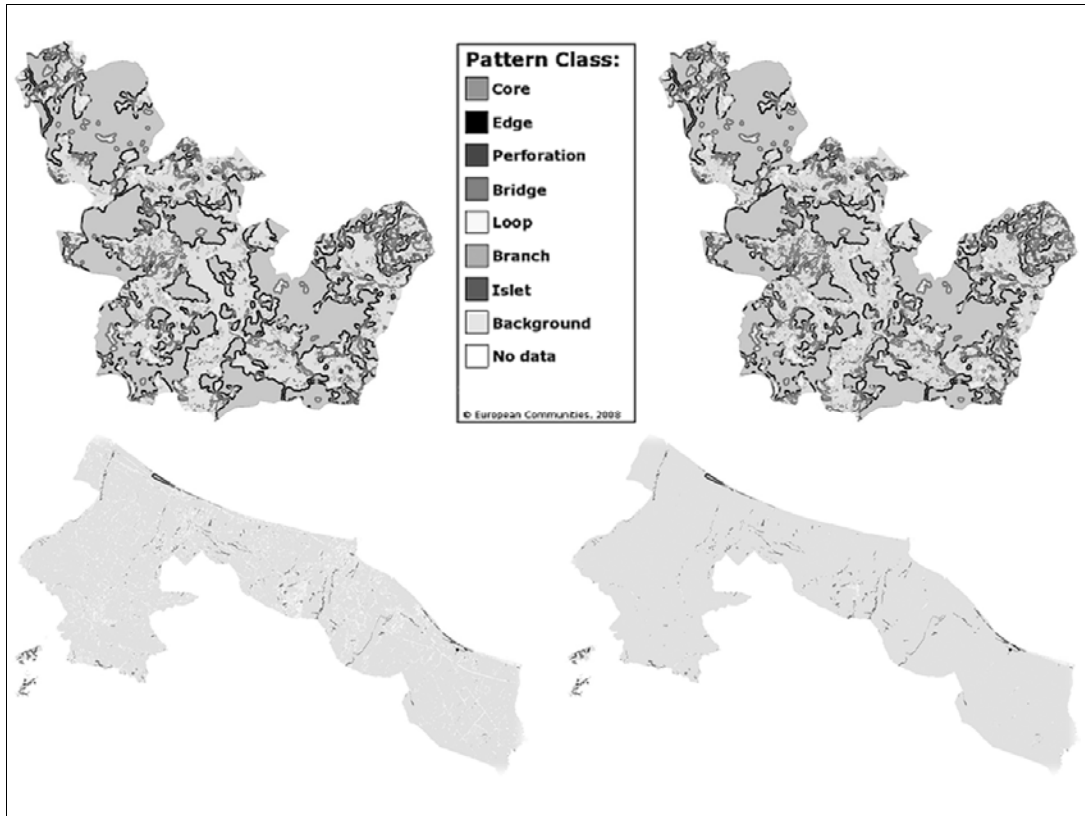 Pattern Class:
Core
Edge
Perforation
Bridge
Loop
Branch
Islet
Background
No data
© European Communities, 2008